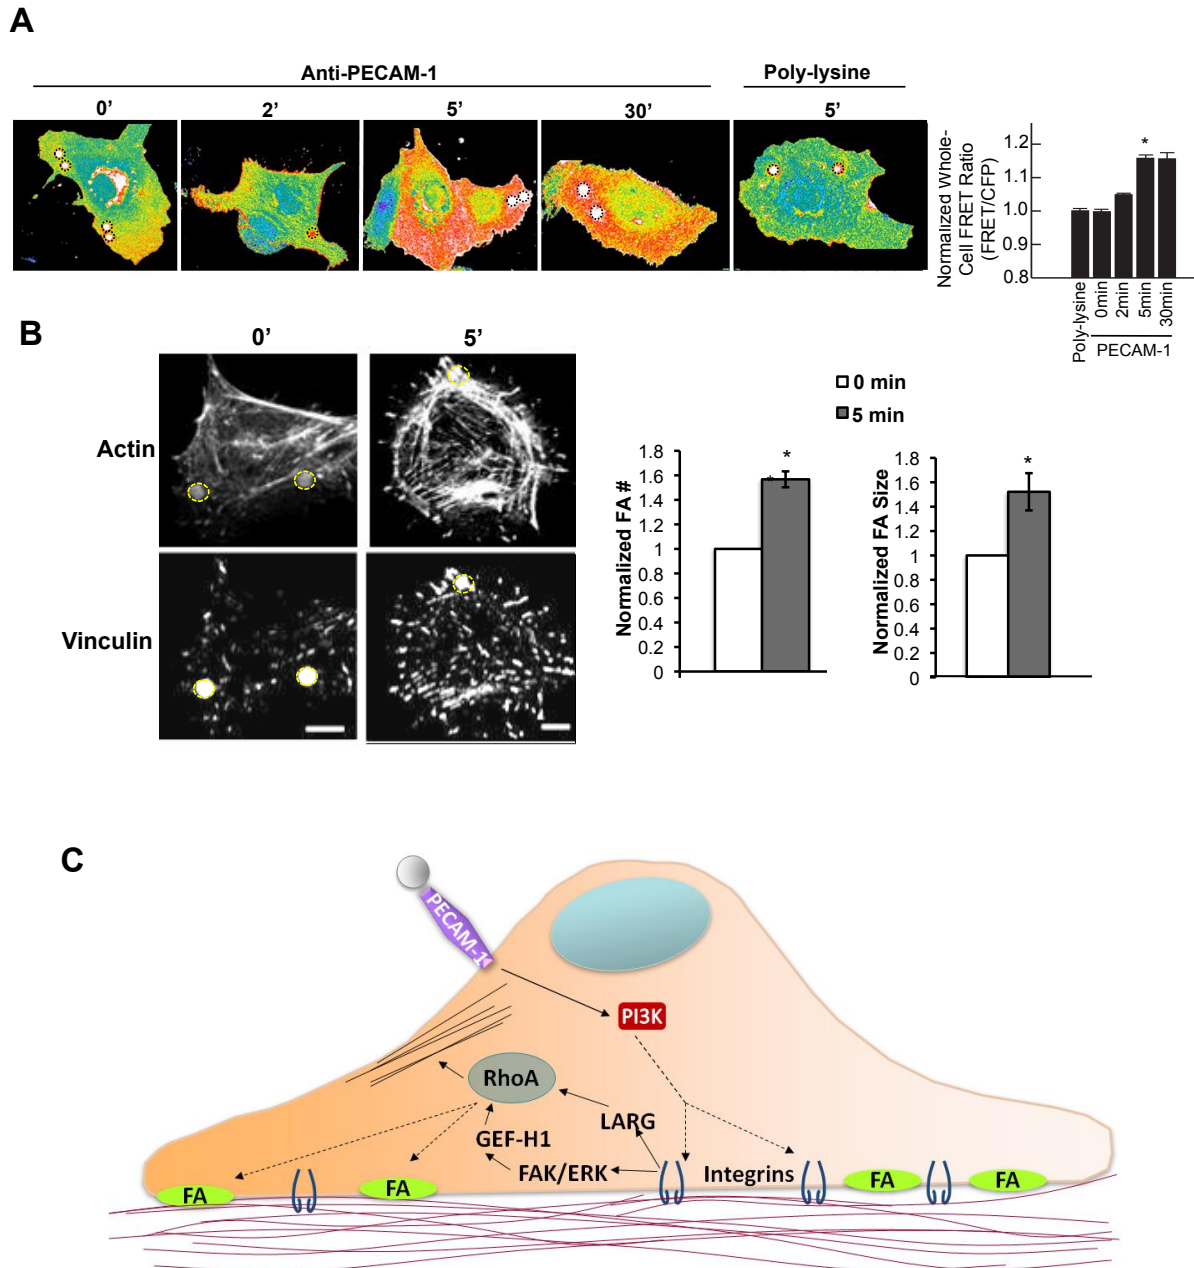 A
Anti-PECAM-1
Poly-lysine
0’
2’
5’
30’
5’
Normalized Whole-
Cell FRET Ratio
(FRET/CFP)
1.2
1.1
1.0
0.9
0.8
*
Poly-lysine
0min
2min
5min
30min
PECAM-1
B
0’
5’
Actin
Vinculin
0 min
5 min
Normalized FA #
1.8
1.6
1.4
1.2
1
0.8
0.6
0.4
0.2
0
*
*
Normalized FA Size
1.8
1.6
1.4
1.2
1
0.8
0.6
0.4
0.2
0
*
C
PECAM-1
PI3K
RhoA
LARG
GEF-H1
FAK/ERK
Integrins
FA
FA
FA
FA